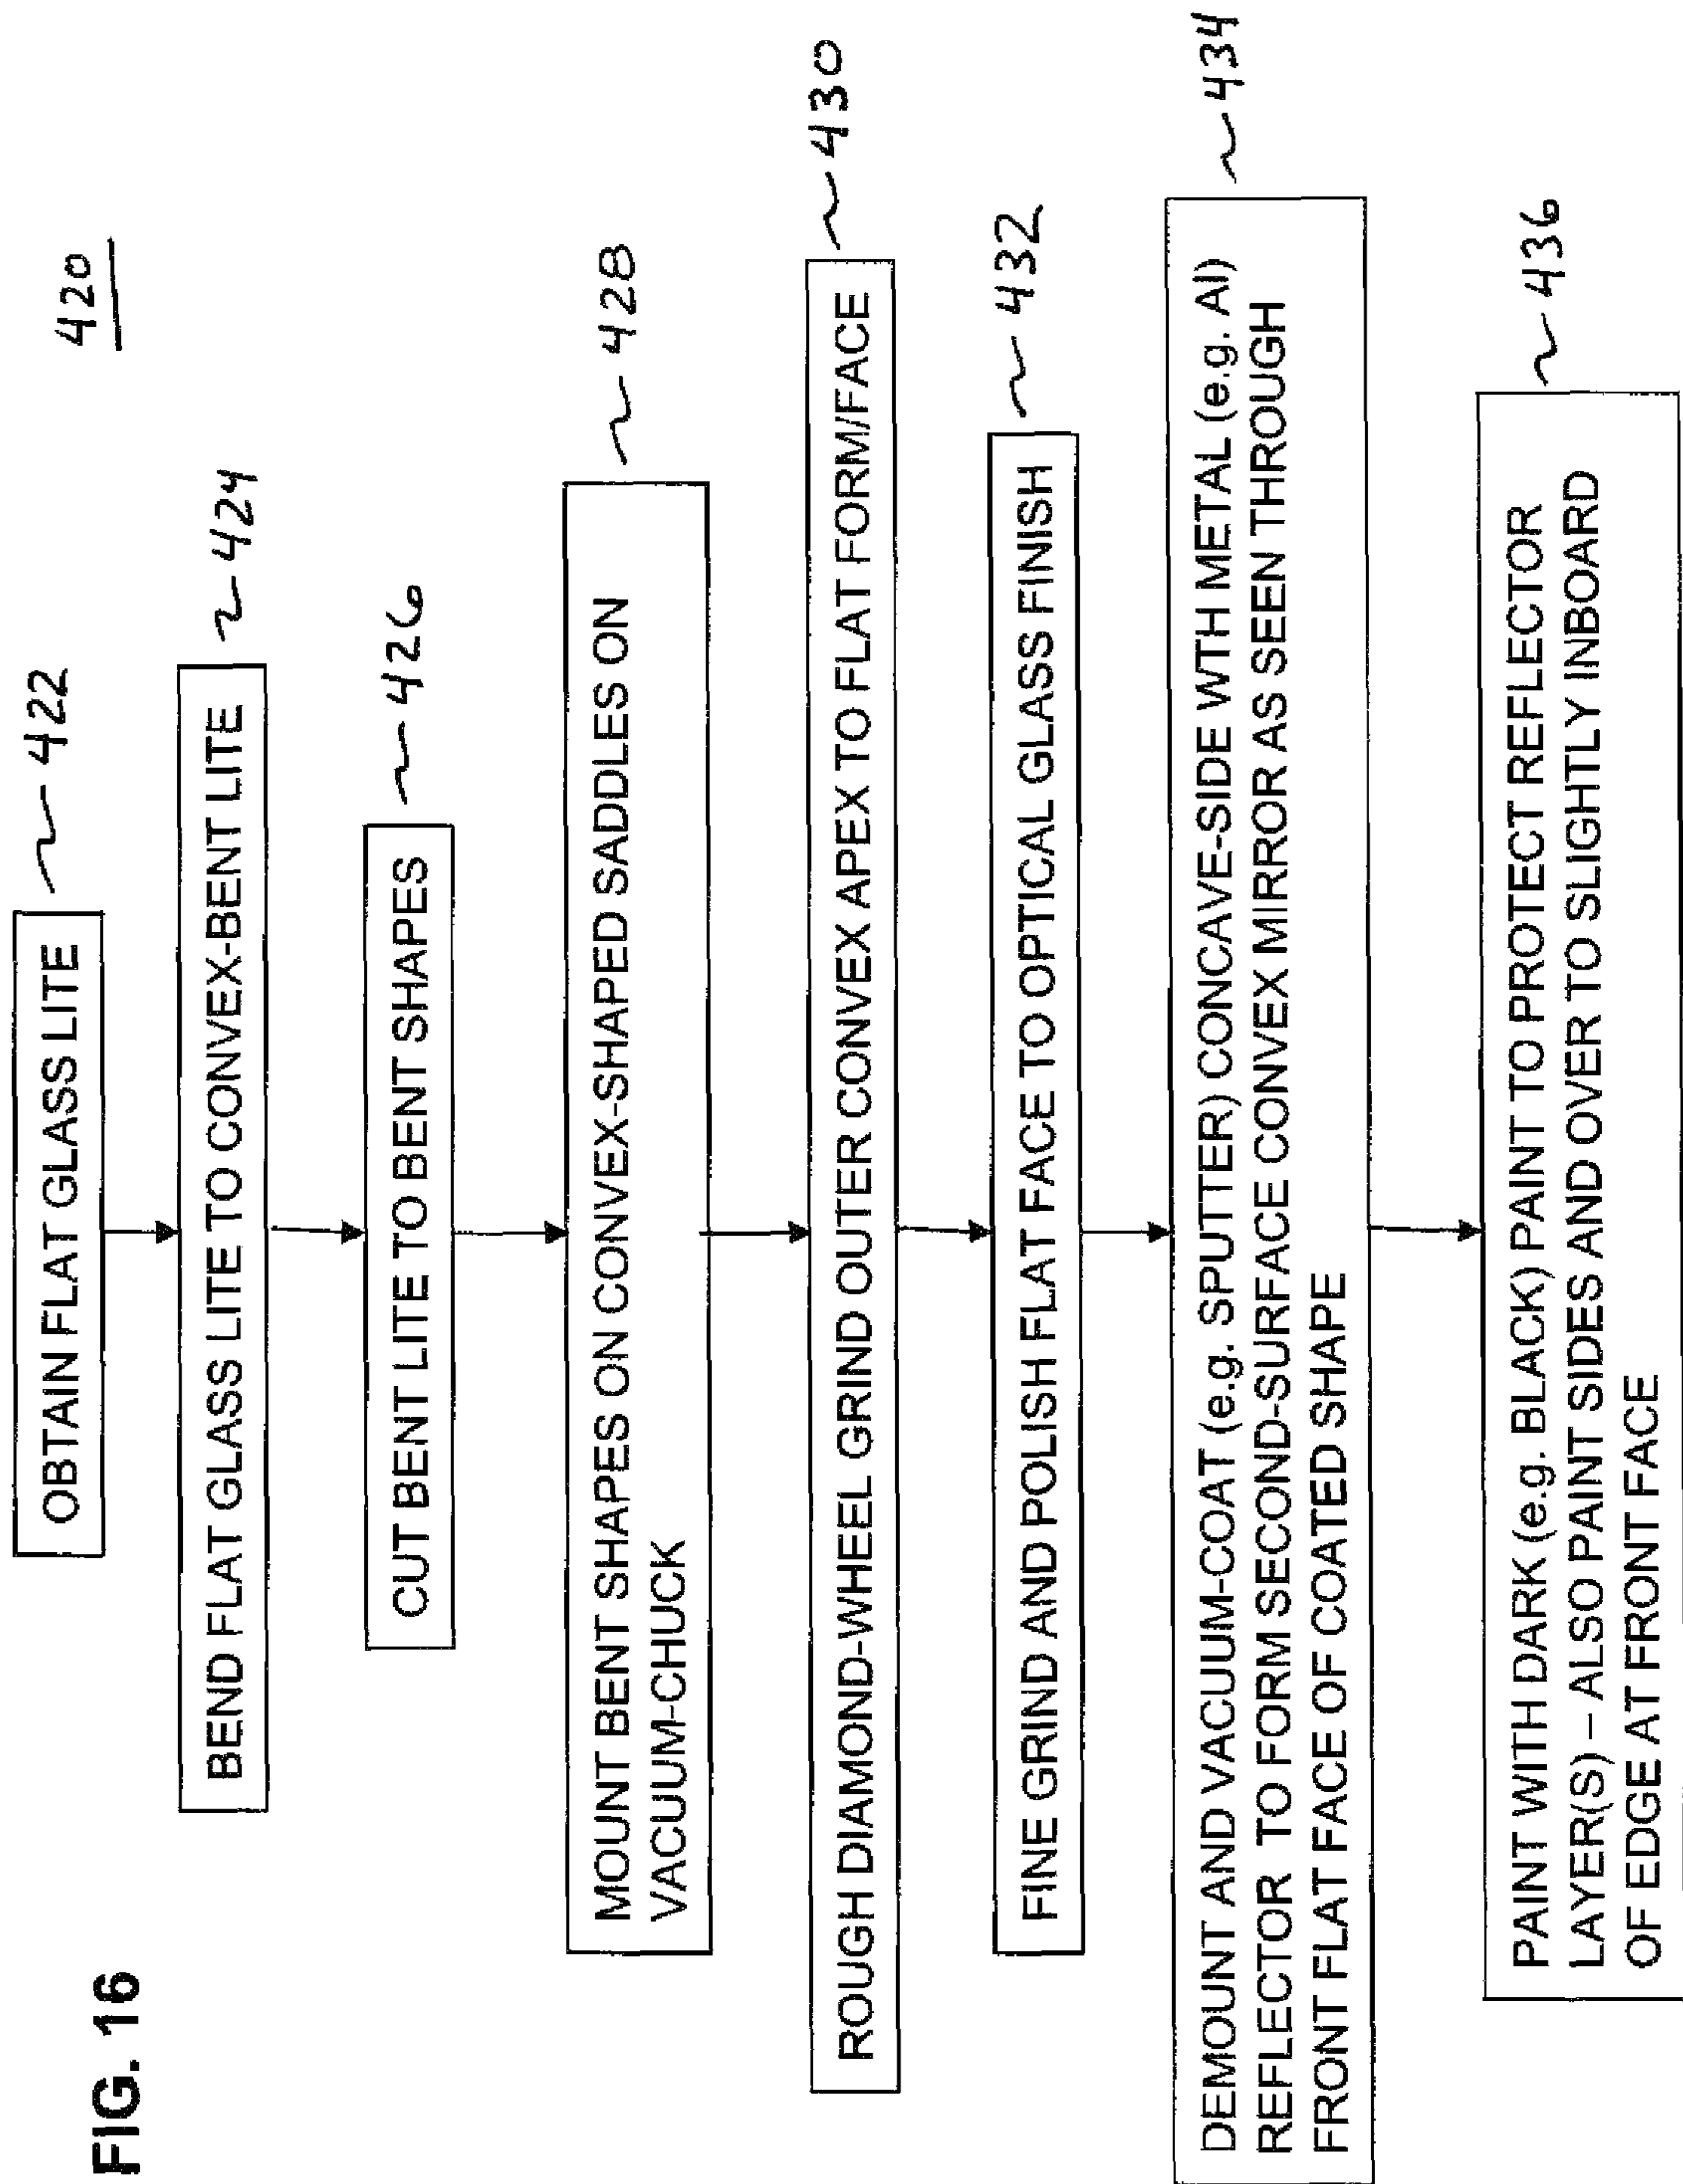 FIG. 16
420
OBTAIN FLAT GLASS LITE
422
BEND FLAT GLASS LITE TO CONVEX-BENT LITE
424
CUT BENT LITE TO BENT SHAPES
426
MOUNT BENT SHAPES ON CONVEX-SHAPED SADDLES ON
VACUUM-CHUCK
428
ROUGH DIAMOND-WHEEL GRIND OUTER CONVEX APEX TO FLAT FORM/FACE
430
FINE GRIND AND POLISH FLAT FACE TO OPTICAL GLASS FINISH
432
DEMOUNT AND VACUUM-COAT (e.g. SPUTTER) CONCAVE-SIDE WTH METAL (e.g. Al)
REFLECTOR TO FORM SECOND-SURFACE CONVEX MIRROR AS SEEN THROUGH
FRONT FLAT FACE OF COATED SHAPE
434
PAINT WITH DARK (e.g. BLACK) PAINT TO PROTECT REFLECTOR
LAYER(S) – ALSO PAINT SIDES AND OVER TO SLIGHTLY INBOARD
OF EDGE AT FRONT FACE
436